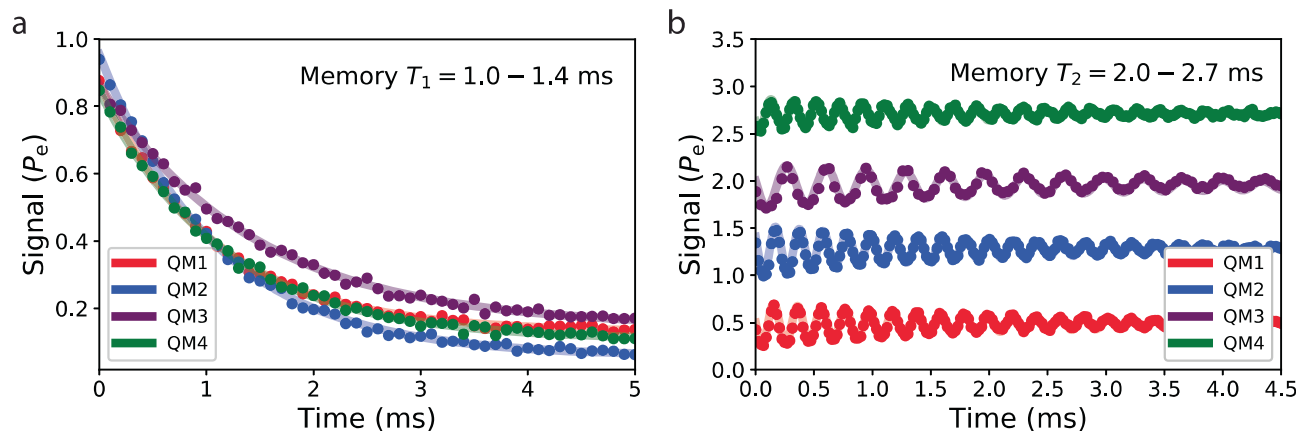 a
Signal (Pe)
1.0
0.8
0.6
0.4
0.2
Memory T1 = 1.0 − 1.4 ms
QM1
QM2
QM3
QM4
0 1 2 3 4 5
Time (ms)
b
Signal (Pe)
3.5
3.0
2.5
2.0
1.5
1.0
0.5
0.0
Memory T2 = 2.0 − 2.7 ms
QM1
QM2
QM3
QM4
0.0 0.5 1.0 1.5 2.0 2.5 3.0 3.5 4.0 4.5
Time (ms)